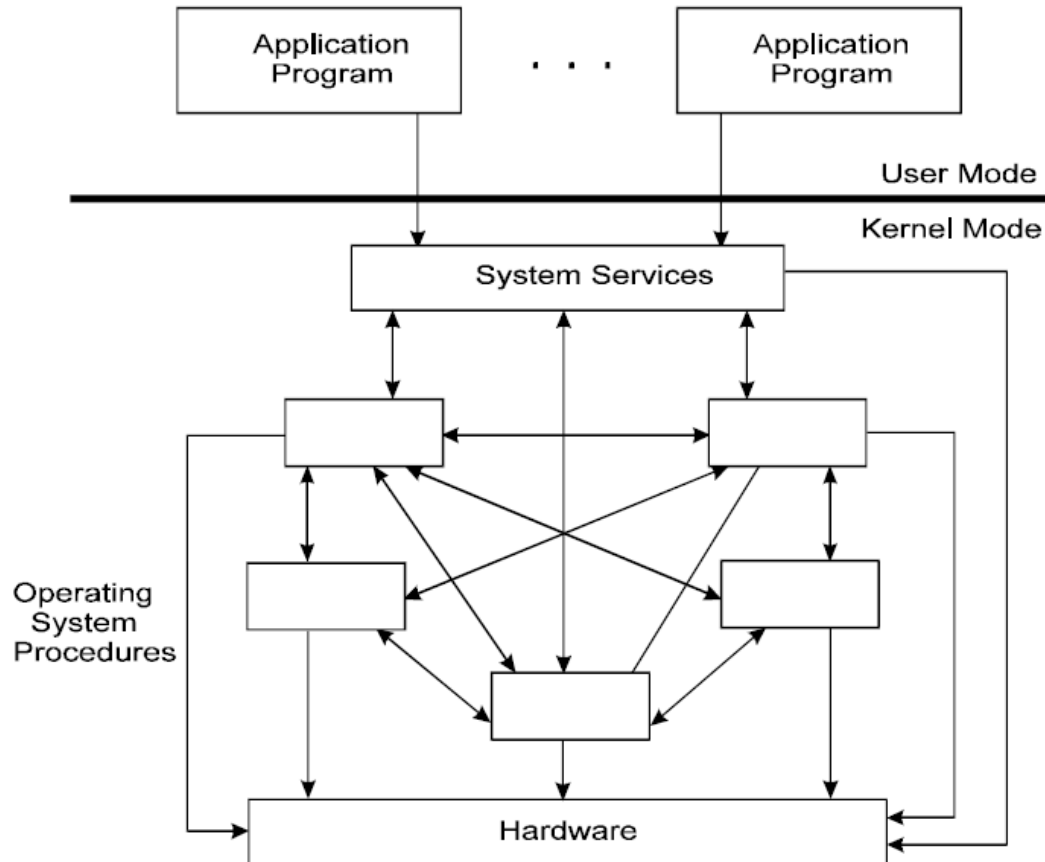 Application
Program
. . .
Application
Program
User Mode
Kernel Mode
System Services
Operating
System
Procedures
Hardware